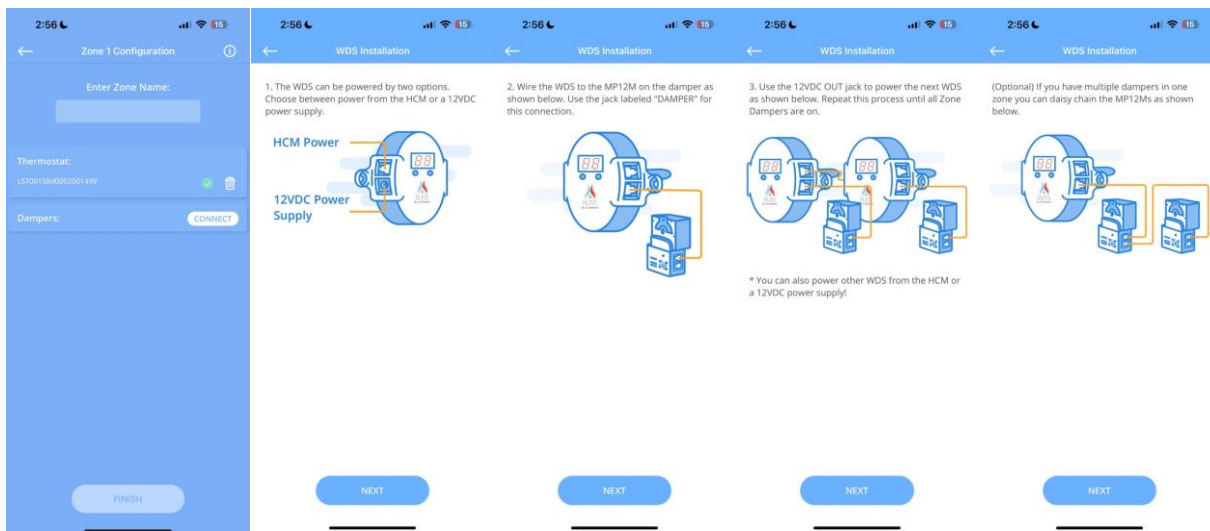 2:56
15
Zone 1 Configuration
Enter Zone Name:
Thermostat:
Dampers:
CONNECT
FINISH
2:56
15
WDS Installation
1. The WDS can be powered by two options.
Choose between power from the HCM or a 12VDC
power supply.
HCM Power
12VDC Power
Supply
88
NEXT
2:56
15
WDS Installation
2. Wire the WDS to the MP12M on the damper as
shown below. Use the jack labeled "DAMPER" for
this connection.
88
NEXT
2:56
15
WDS Installation
3. Use the 12VDC OUT jack to power the next WDS
as shown below. Repeat this process until all Zone
Dampers are on.
88
88
* You can also power other WDS from the HCM or
a 12VDC power supply!
NEXT
2:56
15
WDS Installation
(Optional) If you have multiple dampers in one
zone you can daisy chain the MP12Ms as shown
below.
88
NEXT